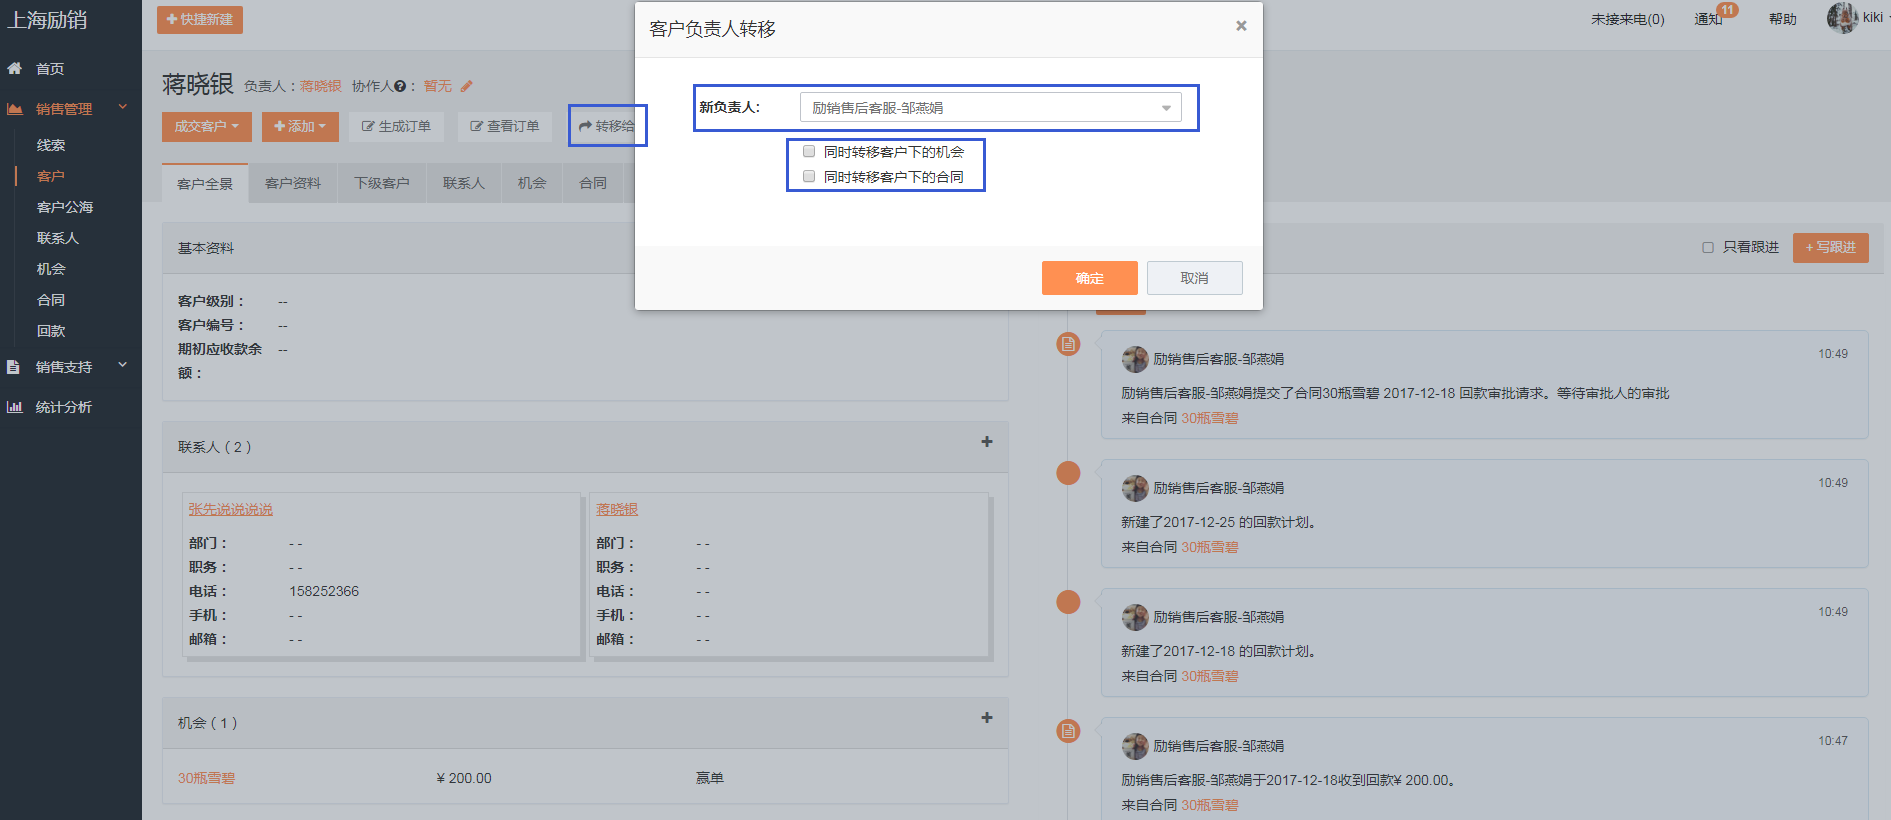 上海励销
快捷新建
未接来电(0)
通知
11
帮助
kiki
首页
销售管理
线索
客户
客户公海
联系人
机会
合同
回款
销售支持
统计分析
蒋晓银 负责人：蒋晓银 协作人 ： 暂无
成交客户
添加
生成订单
查看订单
转移给
客户全景
客户资料
下级客户
联系人
机会
合同
客户负责人转移
×
新负责人：
励销售后客服-邹燕娟
同时转移客户下的机会
同时转移客户下的合同
确定
取消
基本资料
客户级别： --
客户编号： --
期初应收款余 --
额：
联系人（2）
张先说说说说
部门： - -
职务： - -
电话： 158252366
手机： - -
邮箱： - -
蒋晓银
部门： - -
职务： - -
电话： - -
手机： - -
邮箱： - -
机会（1）
30瓶雪碧 ¥ 200.00 赢单
只看跟进
+ 写跟进
励销售后客服-邹燕娟 10:49
励销售后客服-邹燕娟提交了合同30瓶雪碧 2017-12-18 回款审批请求。等待审批人的审批
来自合同 30瓶雪碧
励销售后客服-邹燕娟 10:49
新建了2017-12-25 的回款计划。
来自合同 30瓶雪碧
励销售后客服-邹燕娟 10:49
新建了2017-12-18 的回款计划。
来自合同 30瓶雪碧
励销售后客服-邹燕娟 10:47
励销售后客服-邹燕娟于2017-12-18收到回款¥ 200.00。
来自合同 30瓶雪碧